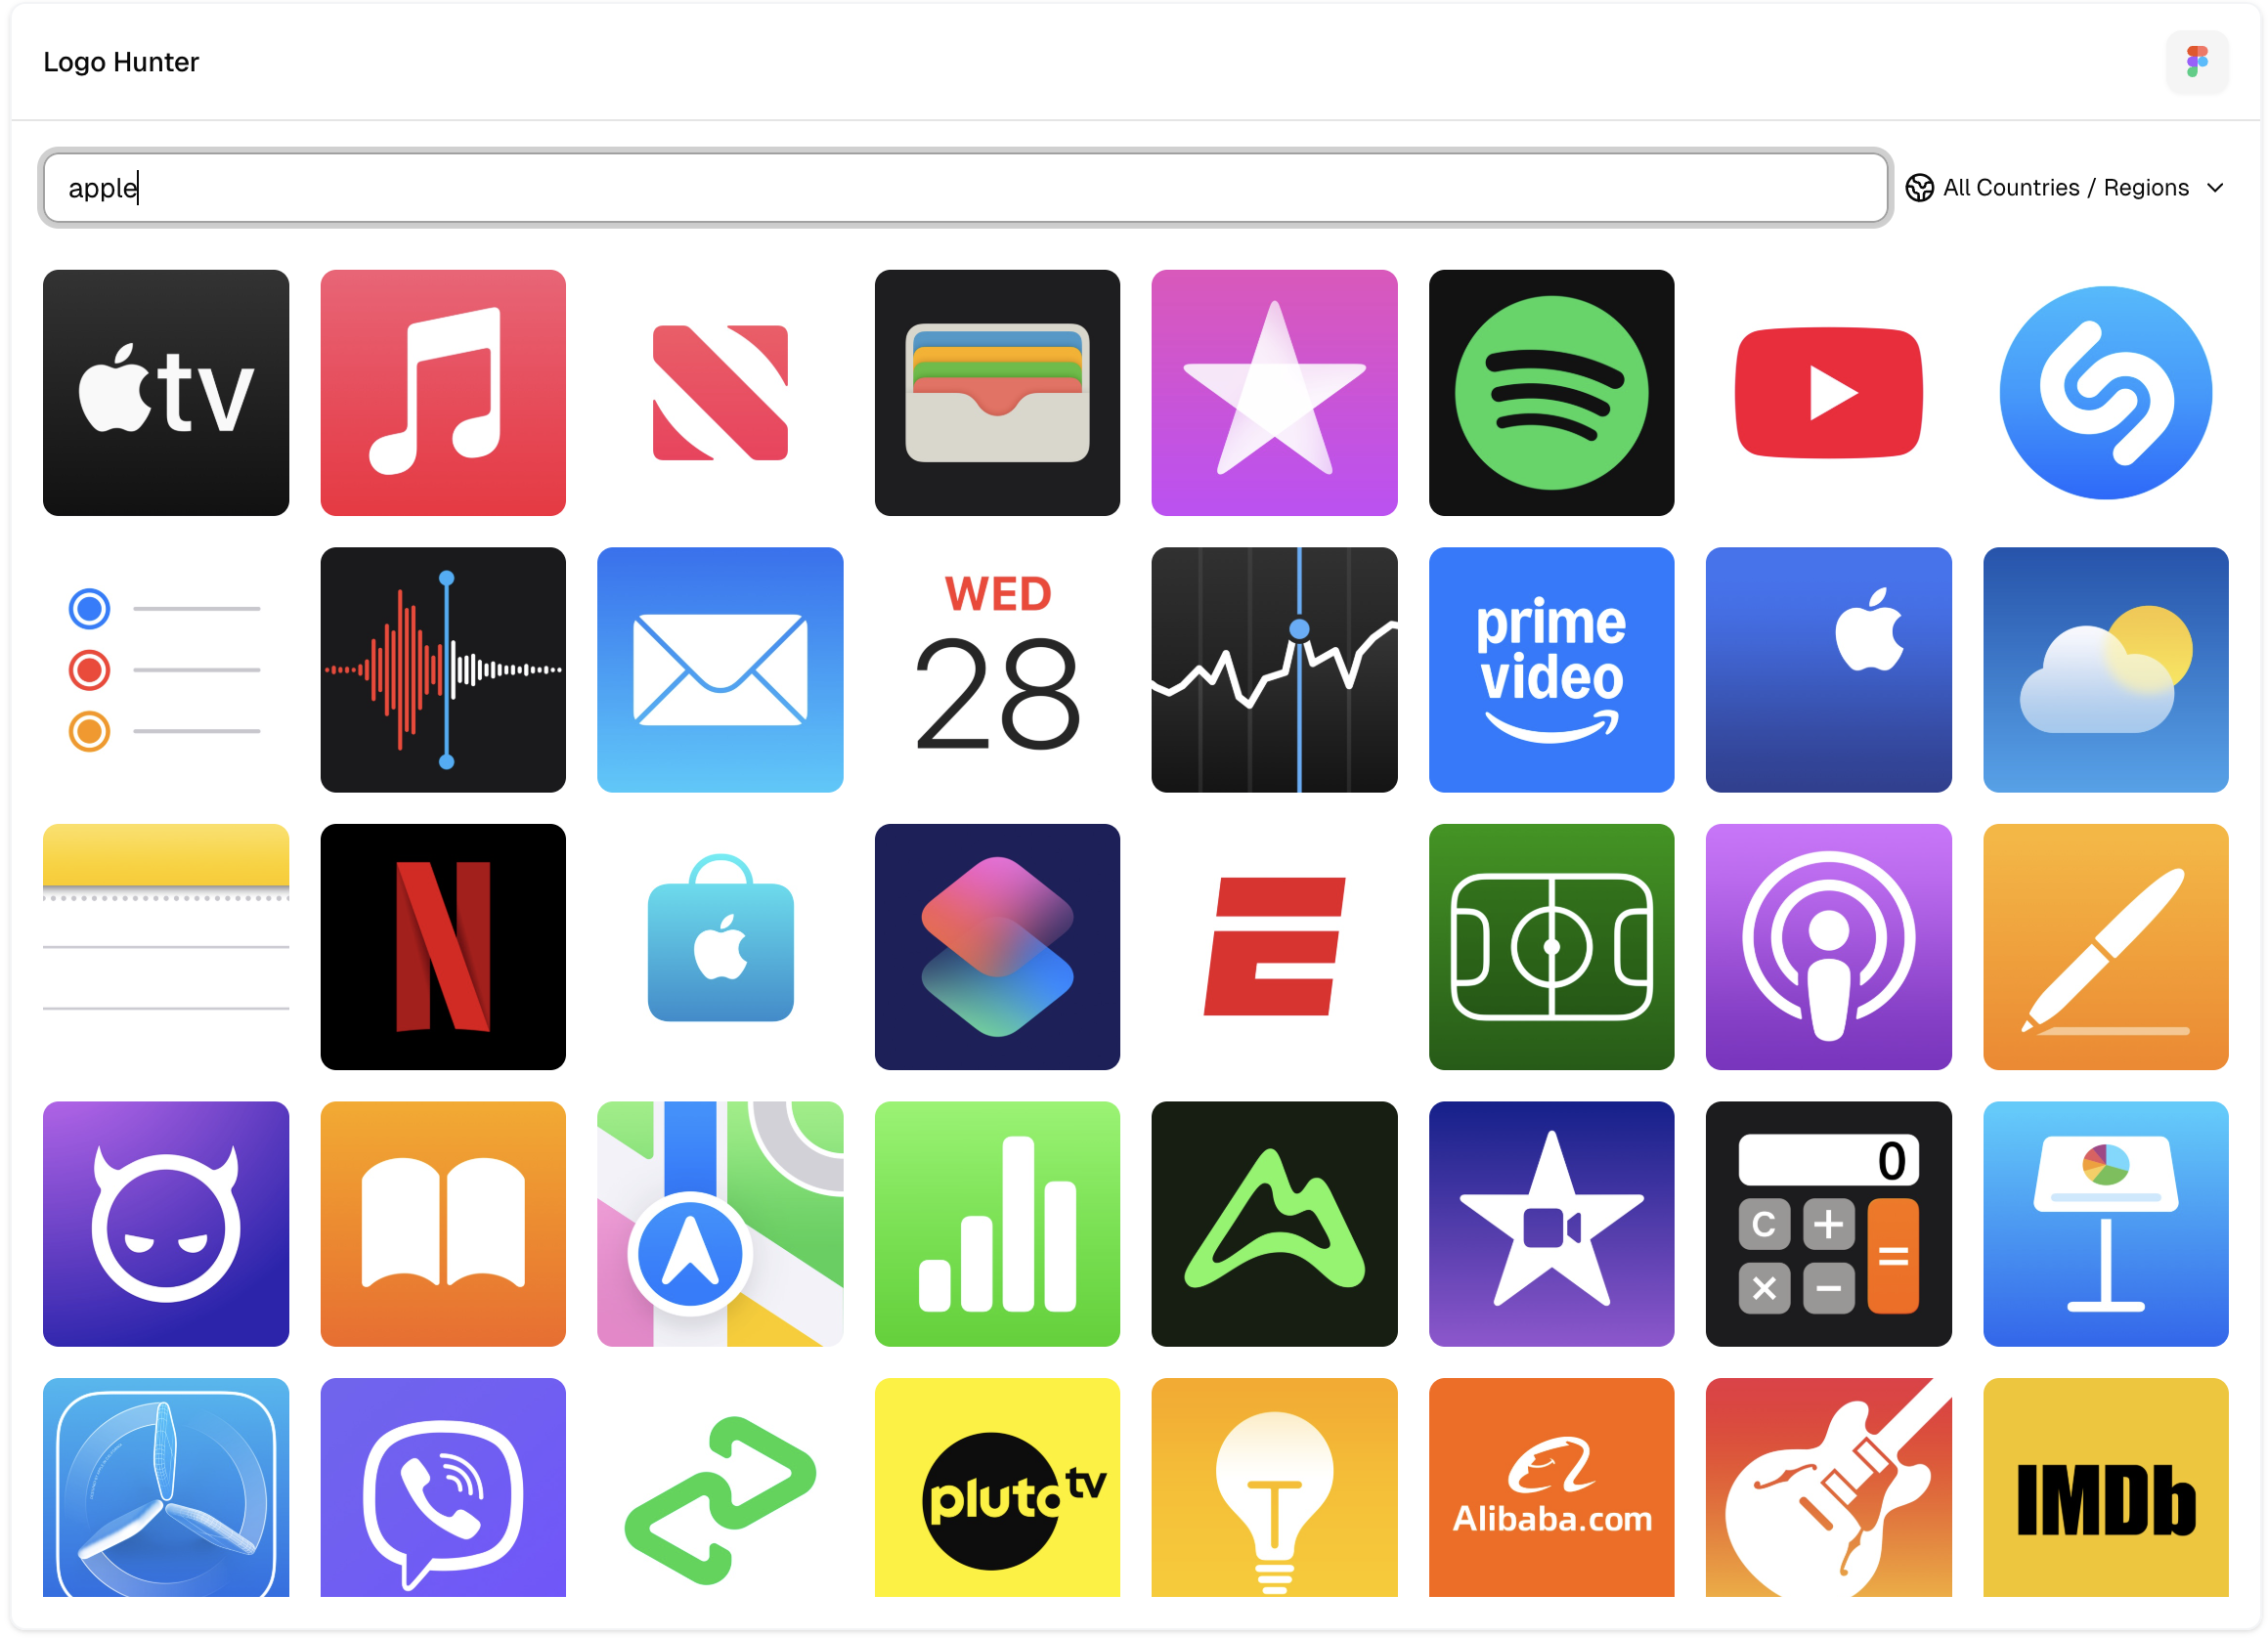 Logo Hunter
apple
All Countries / Regions
tv
WED
28
prime
video
0
C + 
× − =
pluto tv
Alibaba.com
IMDb